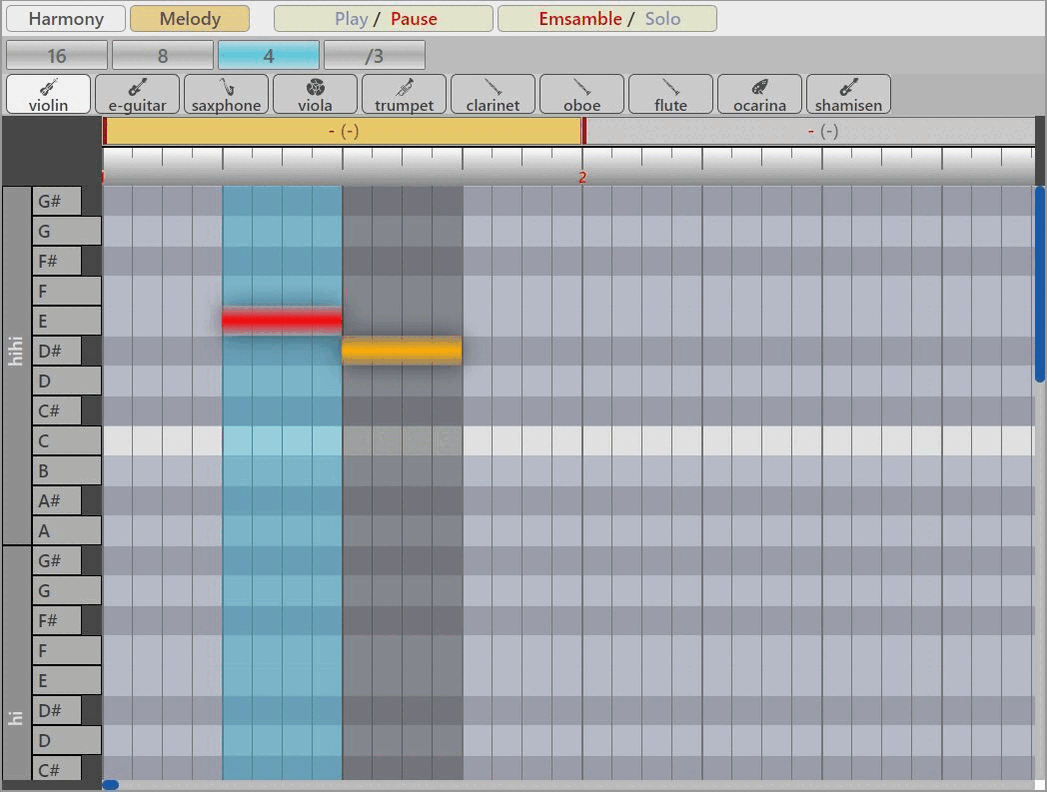 Harmony Melody Play / Pause Emsamble / Solo
16 8 4 /3
violin e-guitar saxphone viola trumpet clarinet oboe flute ocarina shamisen
- (-) - (-)
1 2
G#
G
F#
F
E
hihi D#
D
C#
C
B
A#
A
G#
G
F#
F
E
hi D#
D
C#